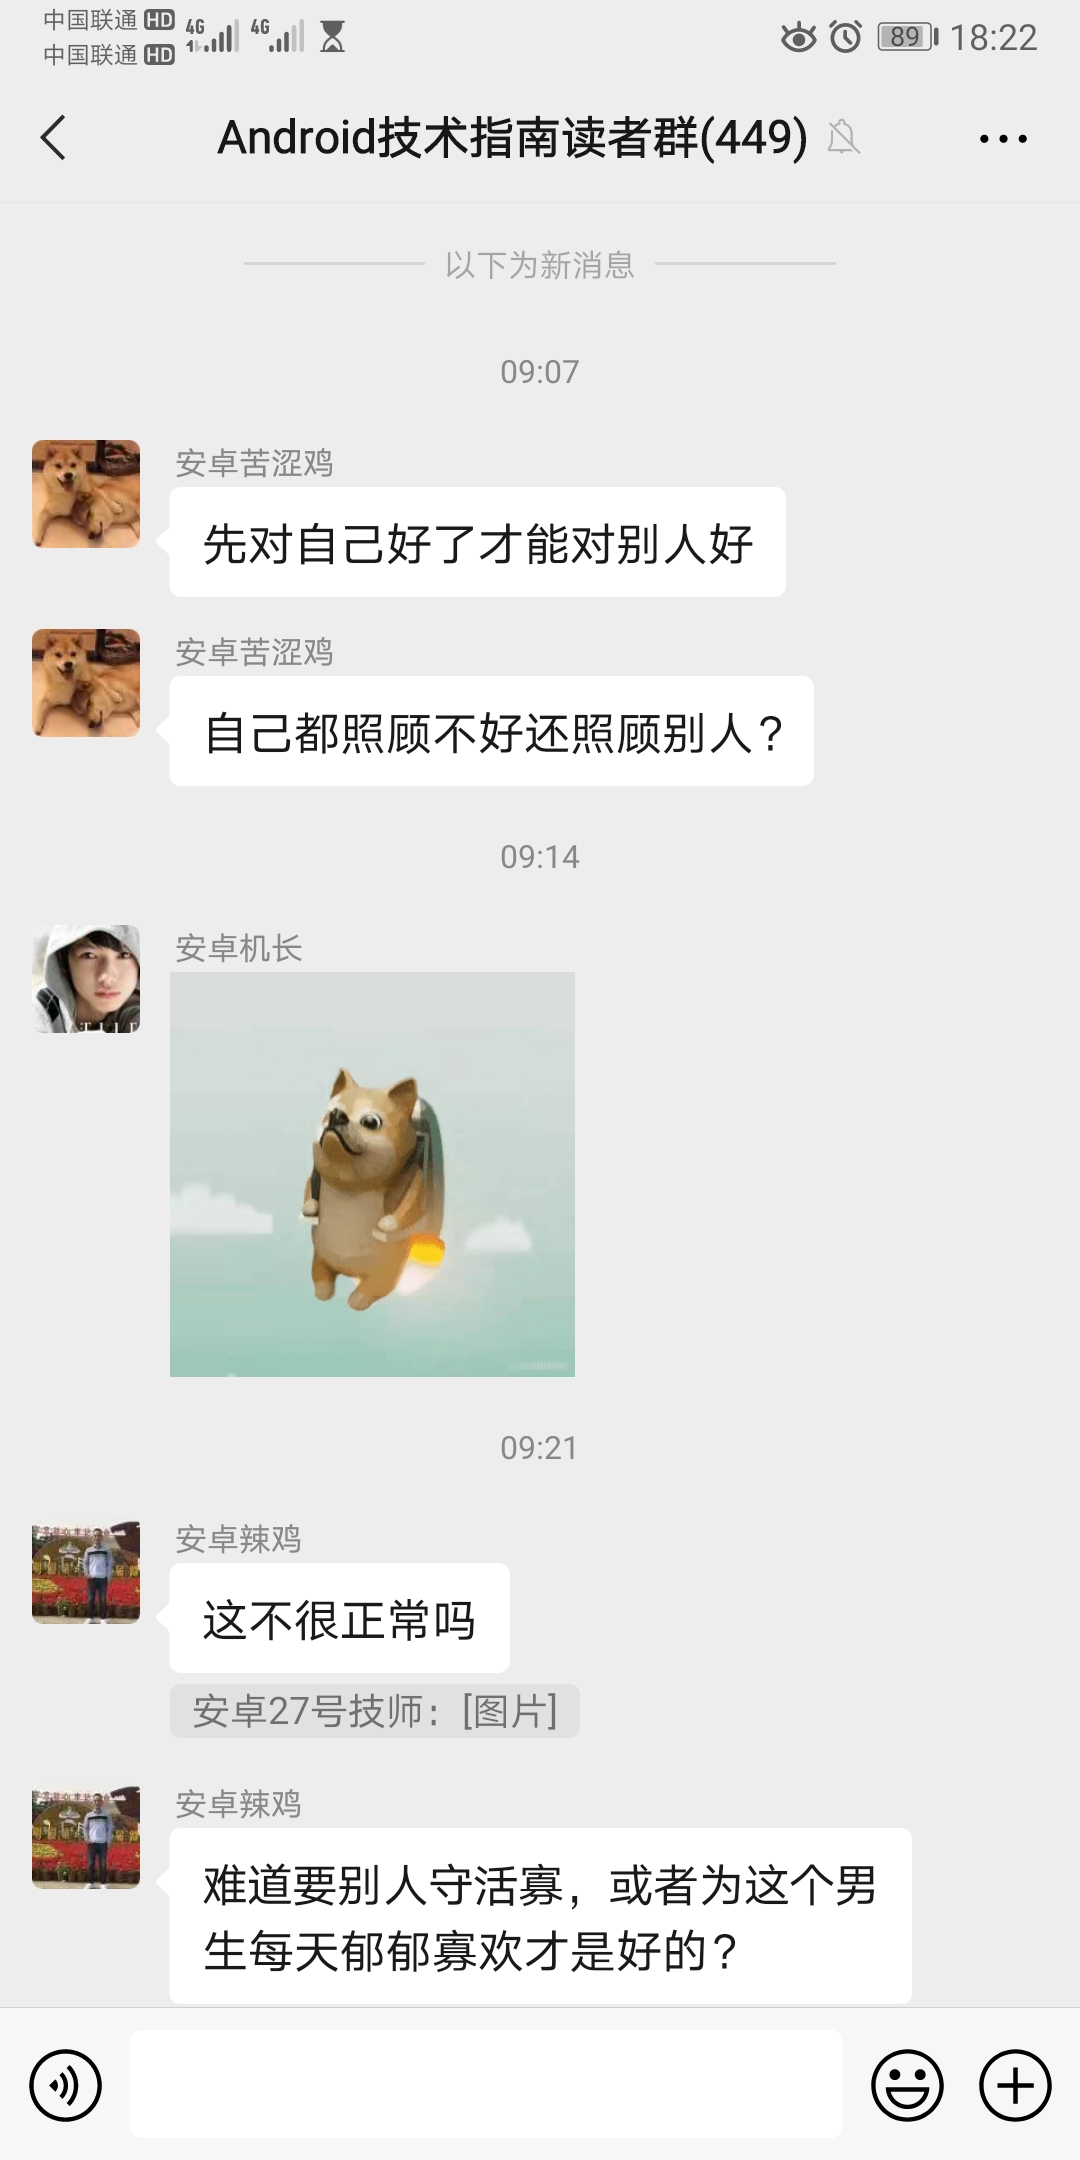 中国联通 HD 4G 4G 89 18:22
中国联通 HD
Android技术指南读者群(449)
以下为新消息
09:07
安卓苦涩鸡
先对自己好了才能对别人好
安卓苦涩鸡
自己都照顾不好还照顾别人？
09:14
安卓机长
09:21
安卓辣鸡
这不很正常吗
安卓27号技师：[图片]
安卓辣鸡
难道要别人守活寡，或者为这个男
生每天郁郁寡欢才是好的？